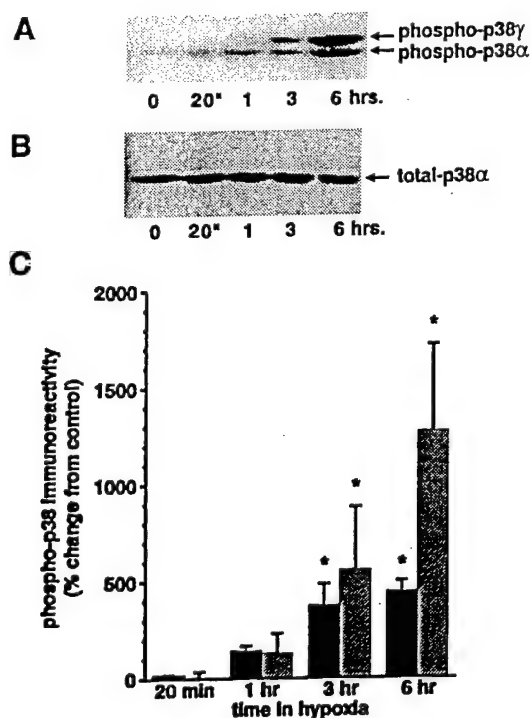 A
phospho-p38γ
phospho-p38α
0 20" 1 3 6 hrs.
B
total-p38α
0 20" 1 3 6 hrs.
C
phospho-p38 immunoreactivity
(% change from control)
2000
1500
1000
500
0
* * * *
20 min 1 hr 3 hr 6 hr
time in hypoxia